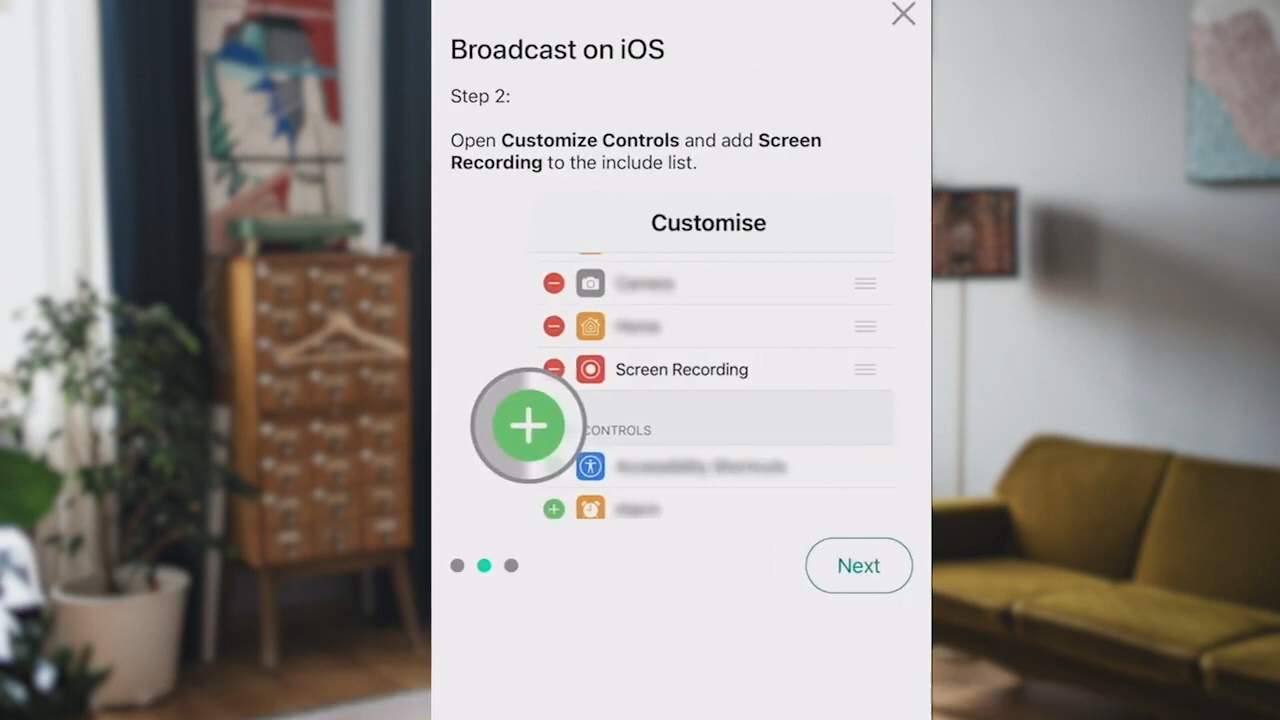 Broadcast on iOS
Step 2:
Open Customize Controls and add Screen
Recording to the include list.
Customise
Screen Recording
CONTROLS
Next